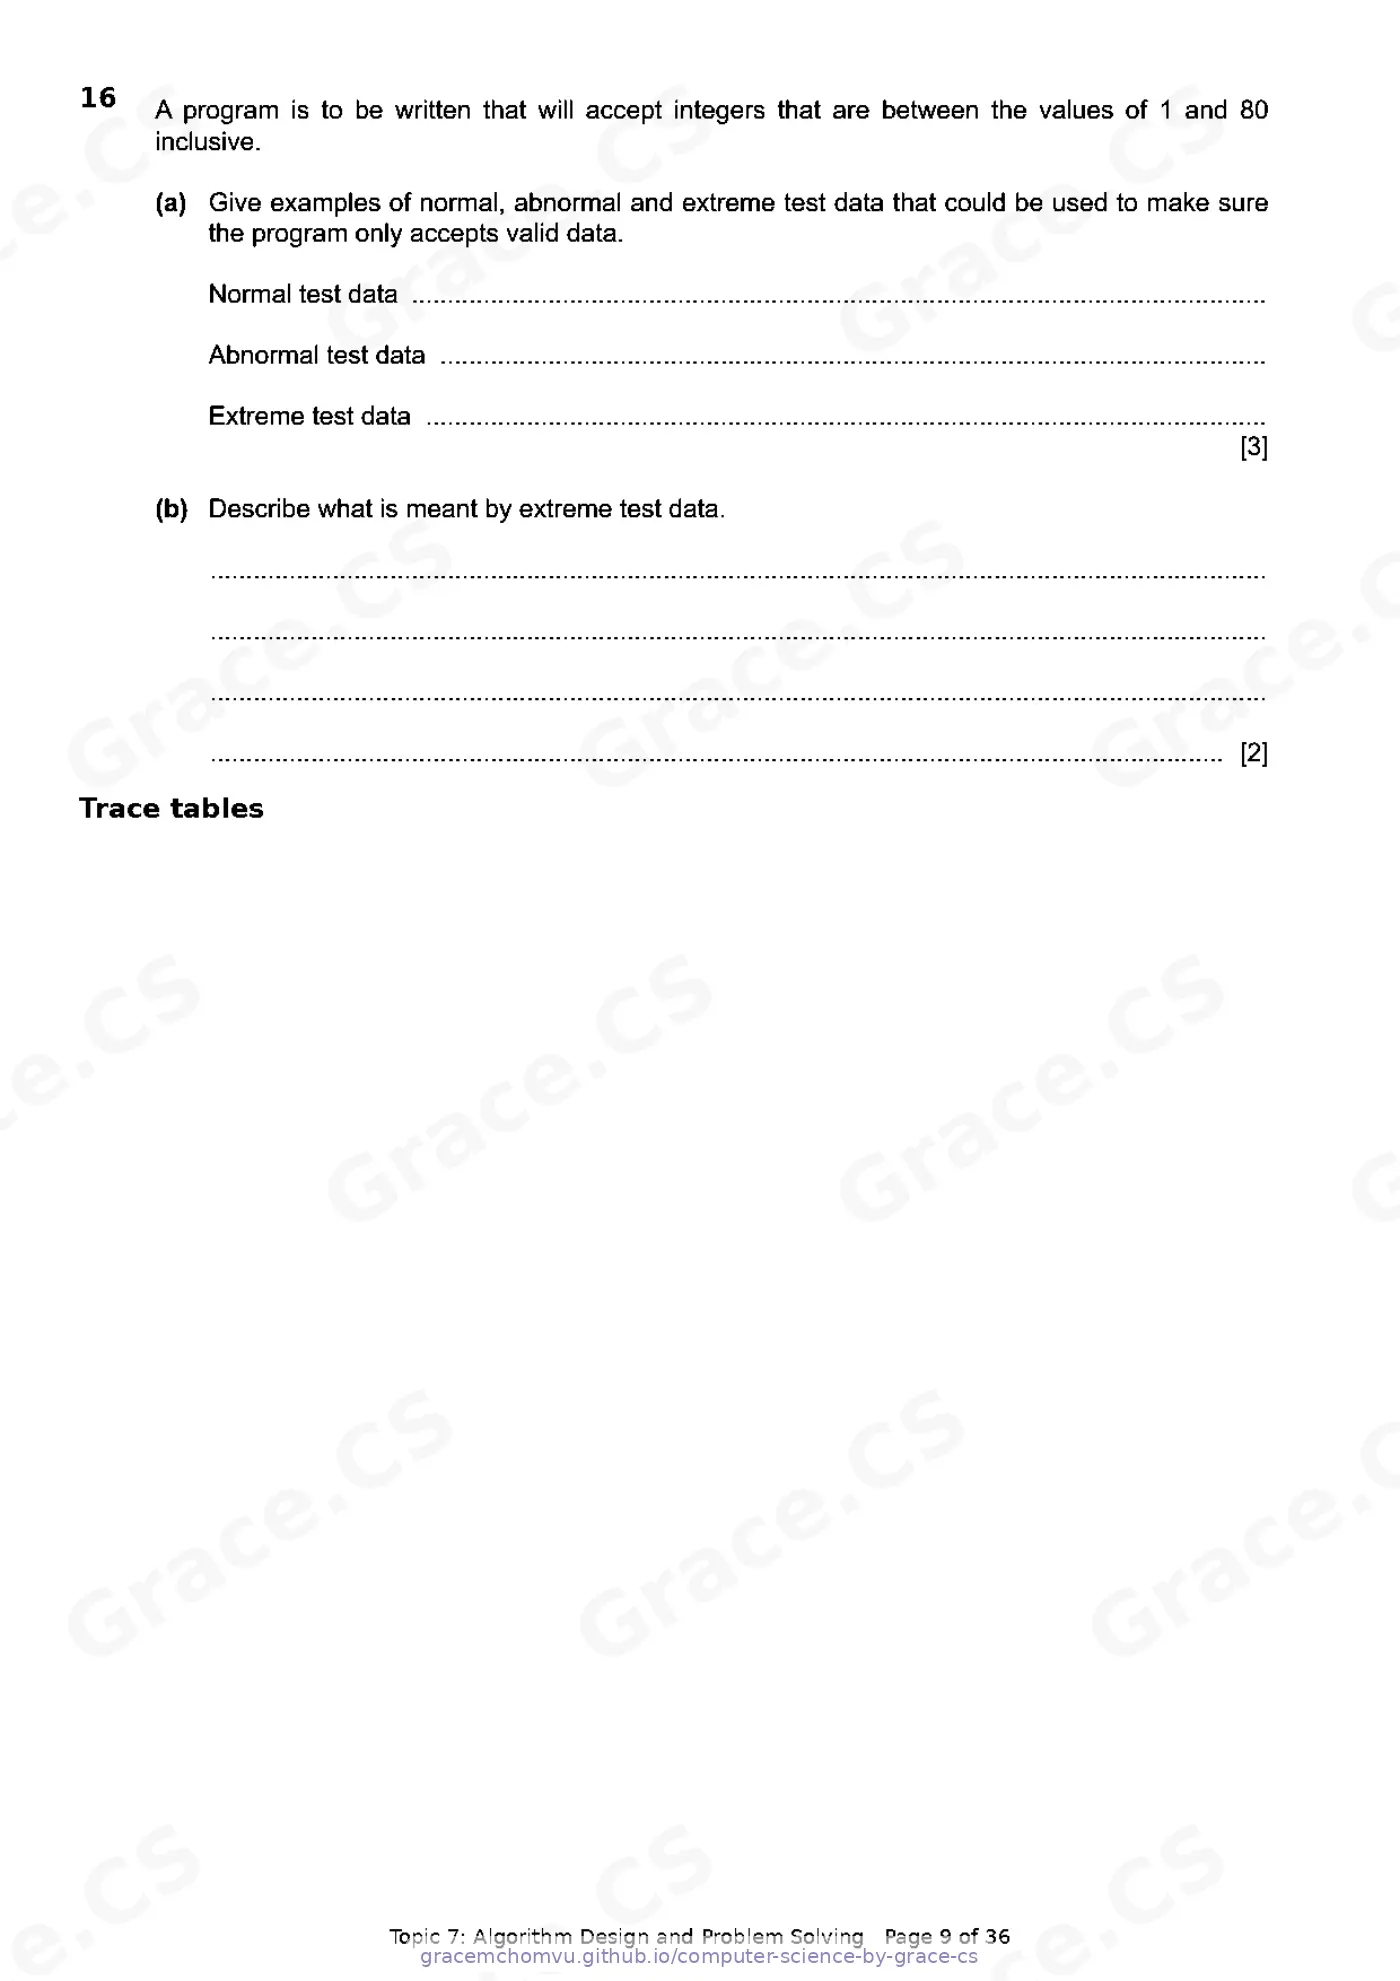 16
A program is to be written that will accept integers that are between the values of 1 and 80
inclusive.
(a) Give examples of normal, abnormal and extreme test data that could be used to make sure
the program only accepts valid data.
Normal test data ................................................................
Abnormal test data ................................................................
Extreme test data ................................................................
[3]
(b) Describe what is meant by extreme test data.
................................................................
................................................................
................................................................
................................................................ [2]
Trace tables
Topic 7: Algorithm Design and Problem Solving Page 9 of 36
gracemchomvu.github.io/computer-science-by-grace-cs
Grace.CS